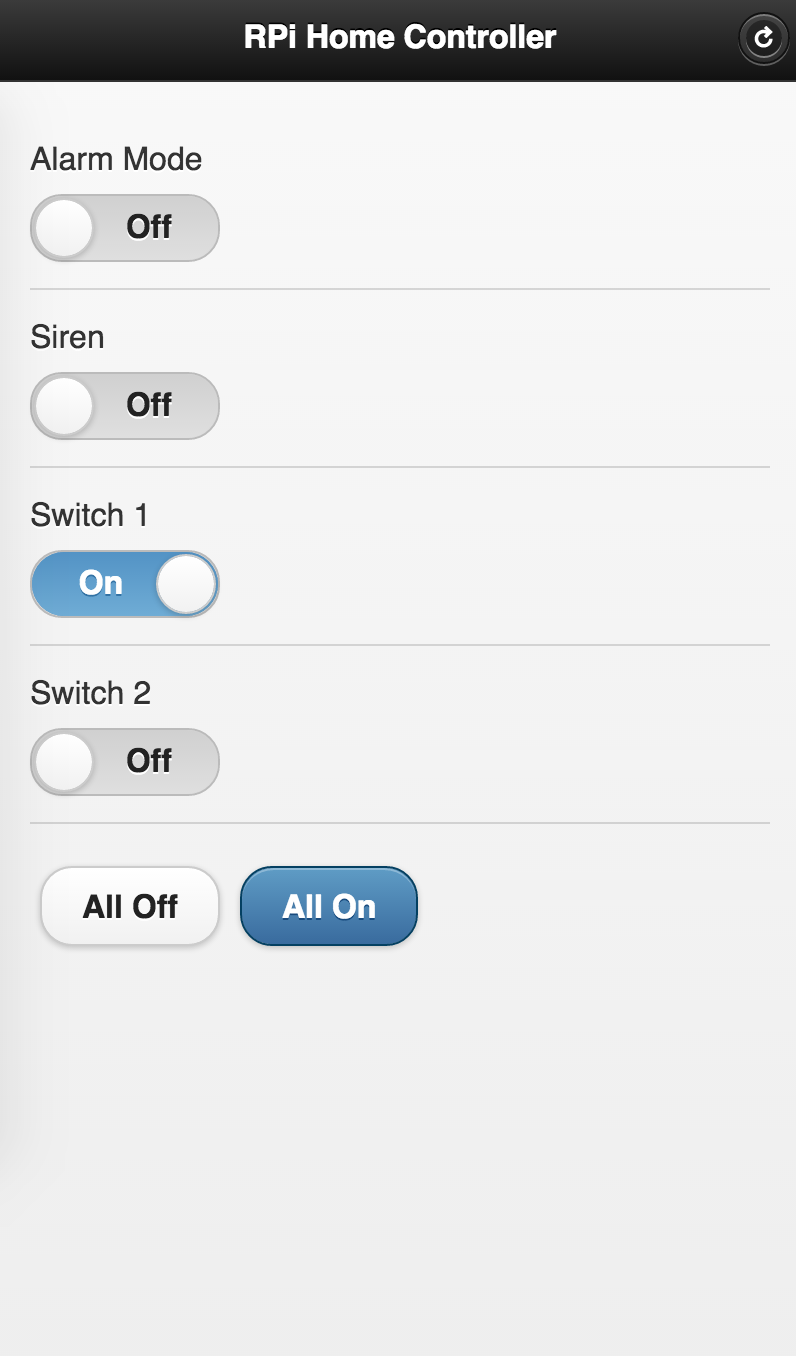 RPi Home Controller
Alarm Mode
Off
Siren
Off
Switch 1
On
Switch 2
Off
All Off All On